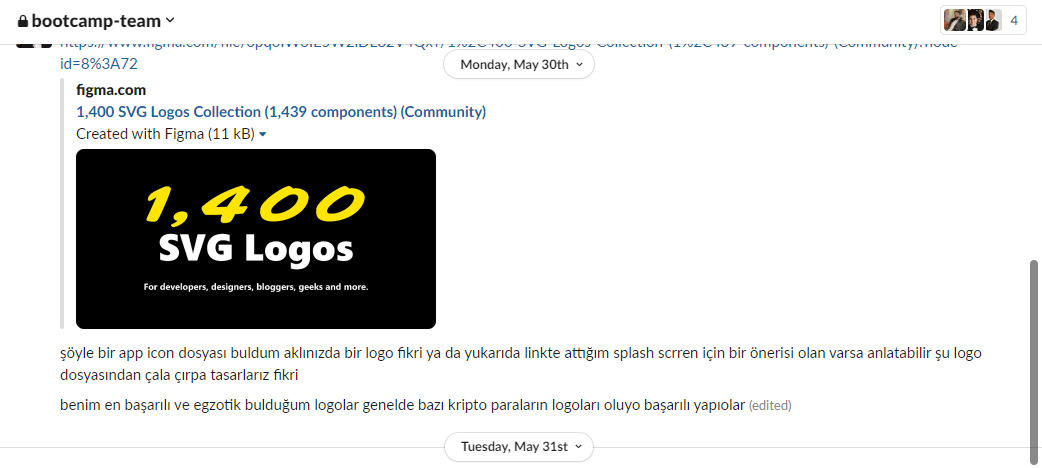 bootcamp-team
4
id=8%3A72
Monday, May 30th
figma.com
1,400 SVG Logos Collection (1,439 components) (Community)
Created with Figma (11 kB)
1,400
SVG Logos
For developers, designers, bloggers, geeks and more.
şöyle bir app icon dosyası buldum aklınızda bir logo fikri ya da yukarıda linkte attığım splash scrren için bir önerisi olan varsa anlatabilir şu logo
dosyasından çala çırpa tasarlarız fikri
benim en başarılı ve egzotik bulduğum logolar genelde bazı kripto paraların logoları oluyo başarılı yapıolar (edited)
Tuesday, May 31st